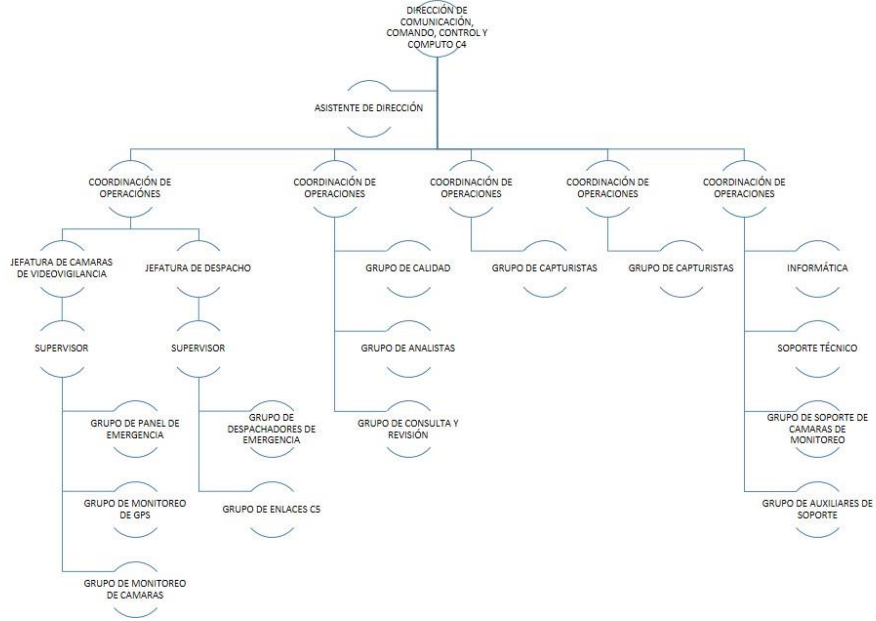 DIRECCIÓN DE
COMUNICACIÓN,
COMANDO, CONTROL Y
COMPUTO C4
ASISTENTE DE DIRECCIÓN
COORDINACIÓN DE
OPERACIÓNES
COORDINACIÓN DE
OPERACIONES
COORDINACIÓN DE
OPERACIONES
COORDINACIÓN DE
OPERACIONES
COORDINACIÓN DE
OPERACIONES
JEFATURA DE CAMARAS
DE VIDEOVIGILANCIA
JEFATURA DE DESPACHO
GRUPO DE CALIDAD
GRUPO DE CAPTURISTAS
GRUPO DE CAPTURISTAS
INFORMÁTICA
SUPERVISOR
SUPERVISOR
GRUPO DE ANALISTAS
SOPORTE TÉCNICO
GRUPO DE PANEL DE
EMERGENCIA
GRUPO DE
DESPACHADORES DE
EMERGENCIA
GRUPO DE CONSULTA Y
REVISIÓN
GRUPO DE SOPORTE DE
CAMARAS DE
MONITOREO
GRUPO DE MONITOREO
DE GPS
GRUPO DE ENLACES C5
GRUPO DE AUXILIARES DE
SOPORTE
GRUPO DE MONITOREO
DE CAMARAS